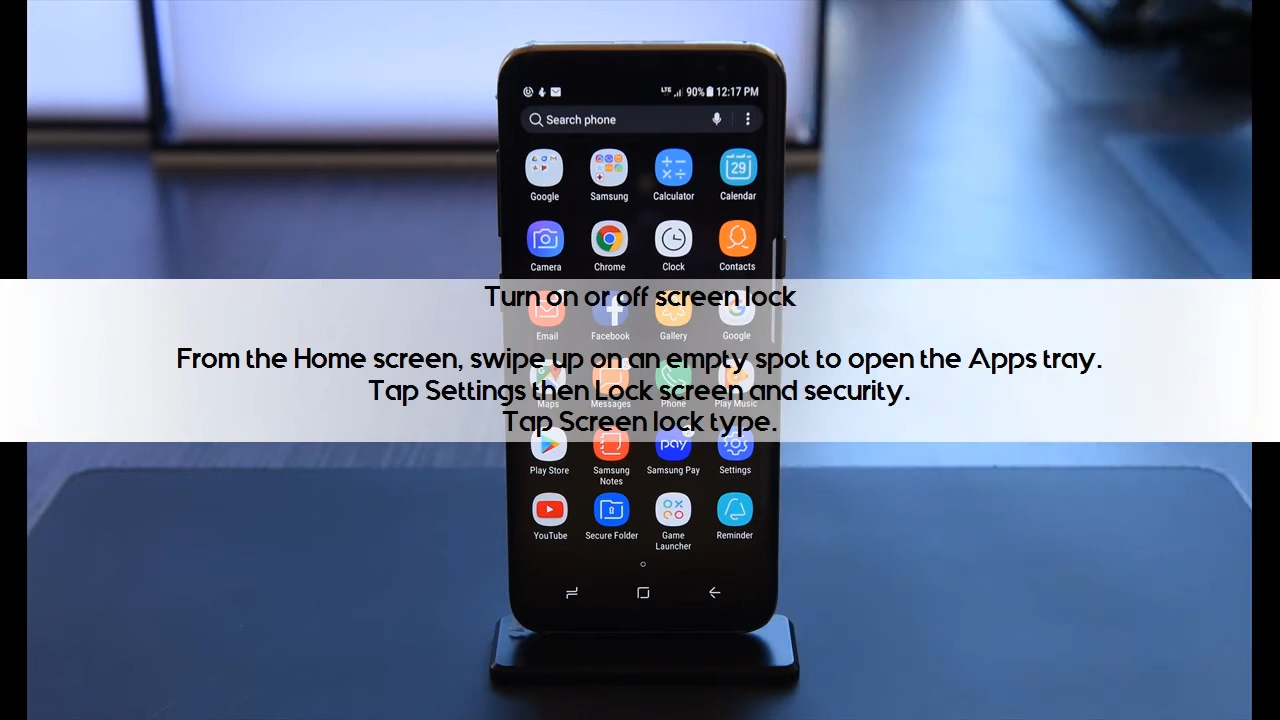 LTE 90% 12:17 PM
Search phone
Google Samsung Calculator Calendar
29
Camera Chrome Clock Contacts
Turn on or off screen lock
Email Facebook Gallery Google
From the Home screen, swipe up on an empty spot to open the Apps tray.
Tap Settings then Lock screen and security.
Maps Messages Phone Play Music
Tap Screen lock type.
pay
Play Store Samsung Notes Samsung Pay Settings
YouTube Secure Folder Game Launcher Reminder